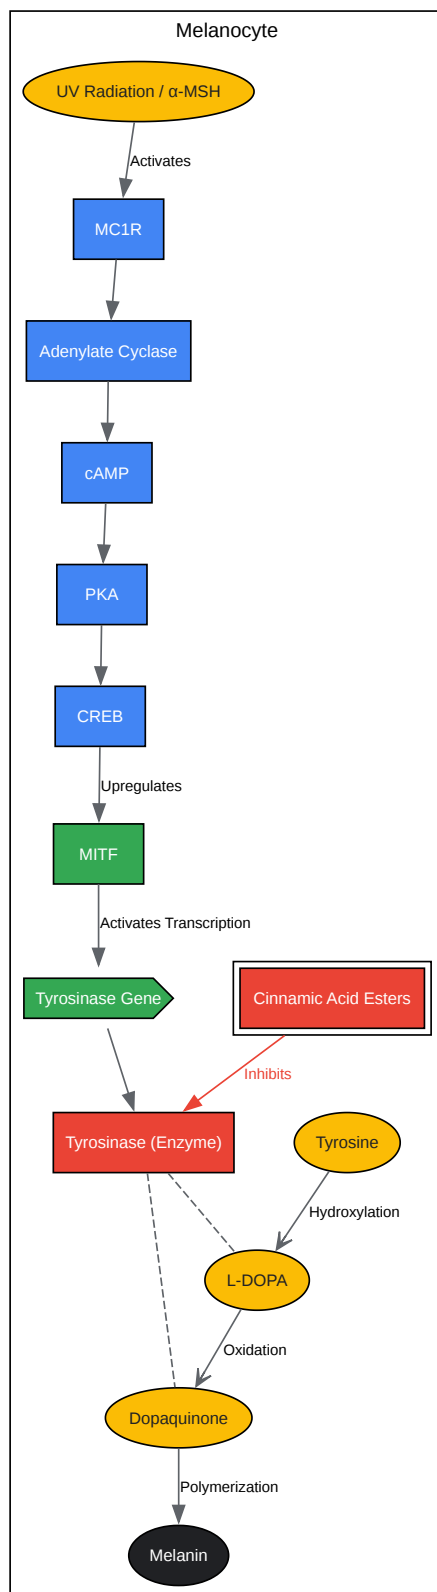 Melanocyte
UV Radiation / α-MSH
Activates
MC1R
Adenylate Cyclase
cAMP
PKA
CREB
Upregulates
MITF
Activates Transcription
Tyrosinase Gene
Cinnamic Acid Esters
Inhibits
Tyrosinase (Enzyme)
Tyrosine
Hydroxylation
L-DOPA
Oxidation
Dopaquinone
Polymerization
Melanin